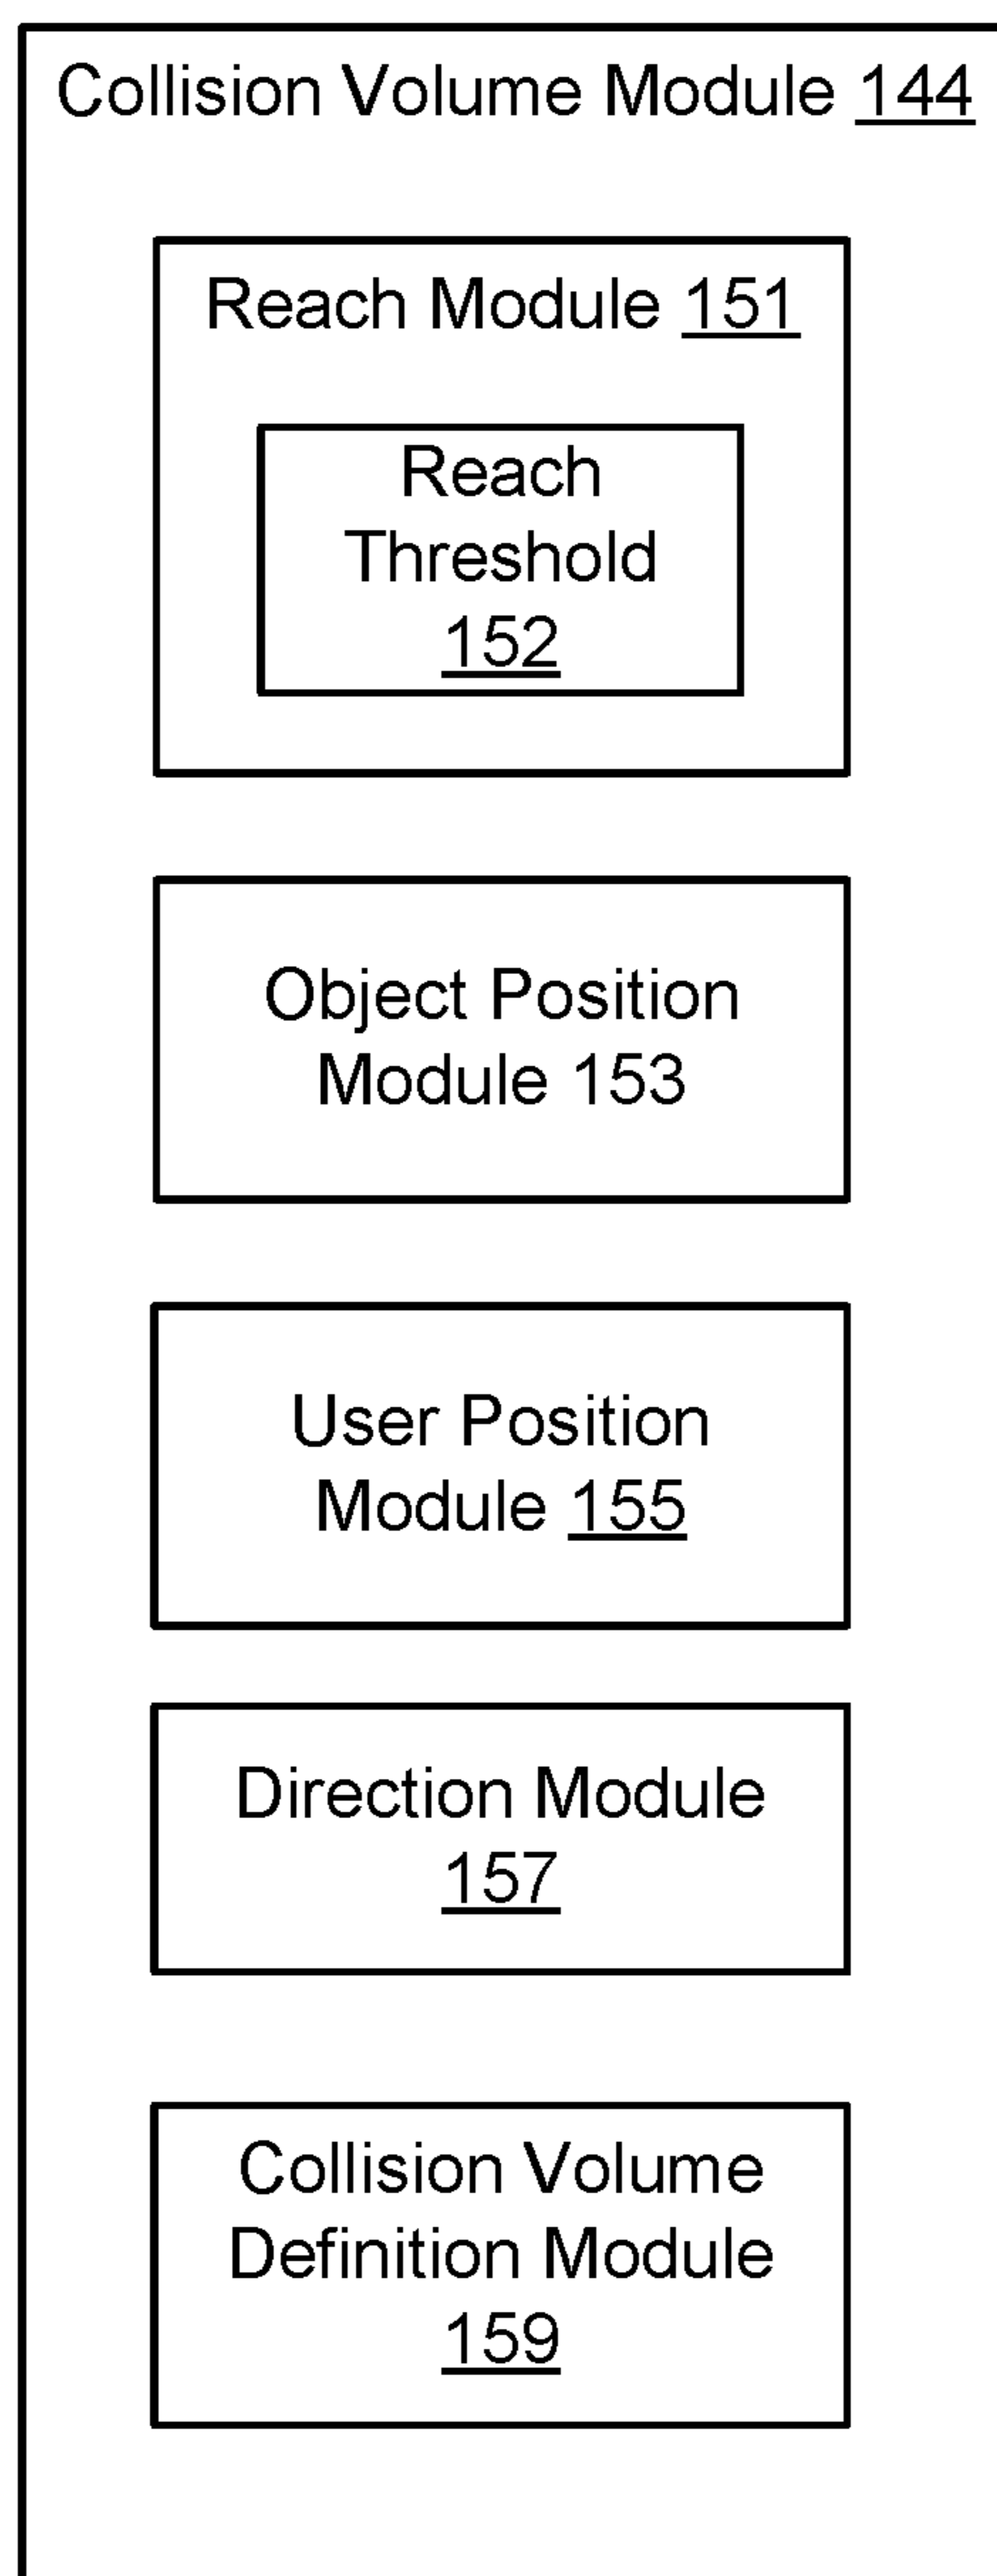 Collision Volume Module 144
Reach Module 151
Reach
Threshold
152
Object Position
Module 153
User Position
Module 155
Direction Module
157
Collision Volume
Definition Module
159